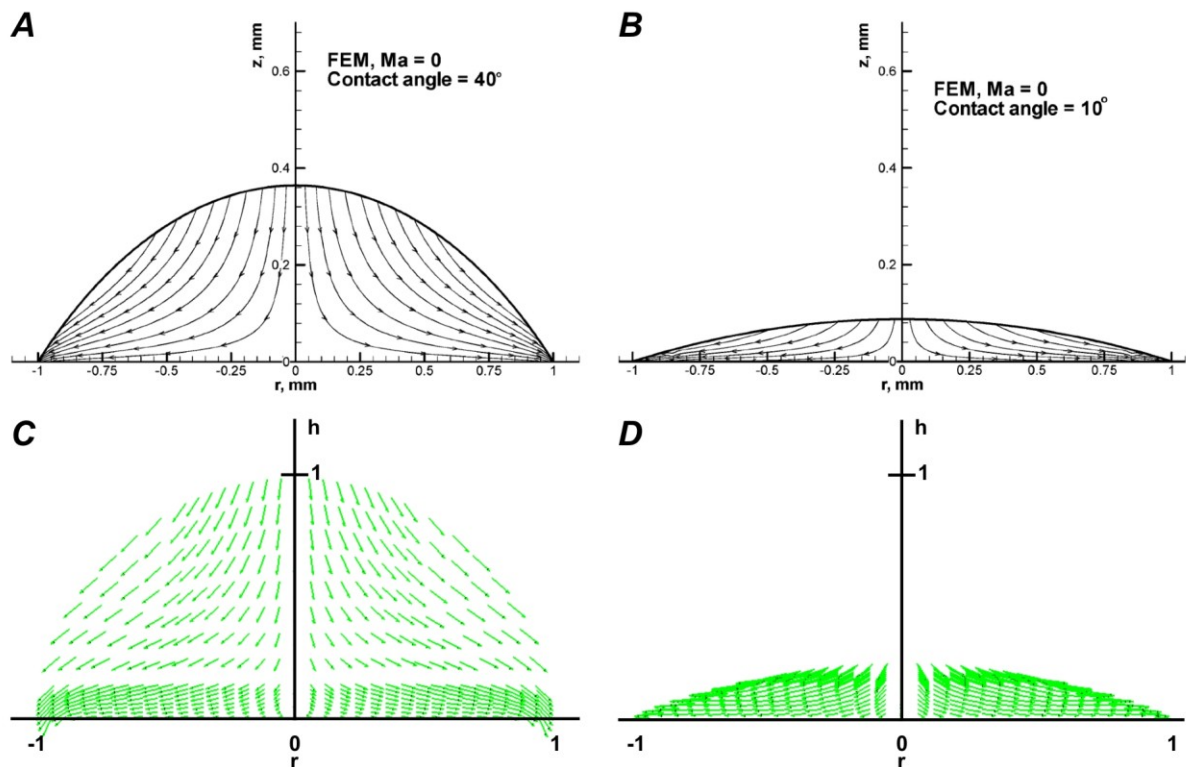 A
z, mm
FEM, Ma = 0
Contact angle = 40°
0.6
0.4
0.2
0
-1 -0.75 -0.5 -0.25 0 0.25 0.5 0.75 1
r, mm
B
z, mm
FEM, Ma = 0
Contact angle = 10°
0.6
0.4
0.2
0
-1 -0.75 -0.5 -0.25 0 0.25 0.5 0.75 1
r, mm
C
h
1
-1 0 1
r
D
h
1
-1 0 1
r